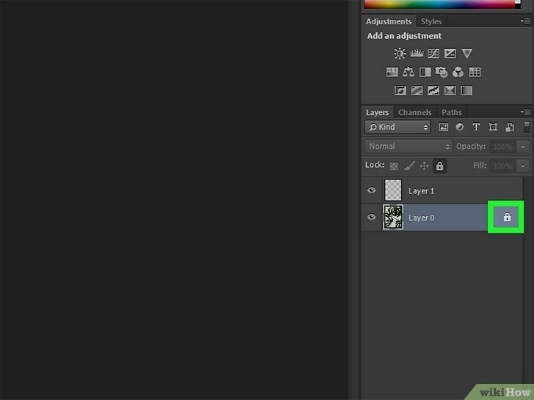 Adjustments Styles
Add an adjustment
Layers Channels Paths
Kind
Normal Opacity: 100%
Lock: Fill: 100%
Layer 1
Layer 0
wikiHow